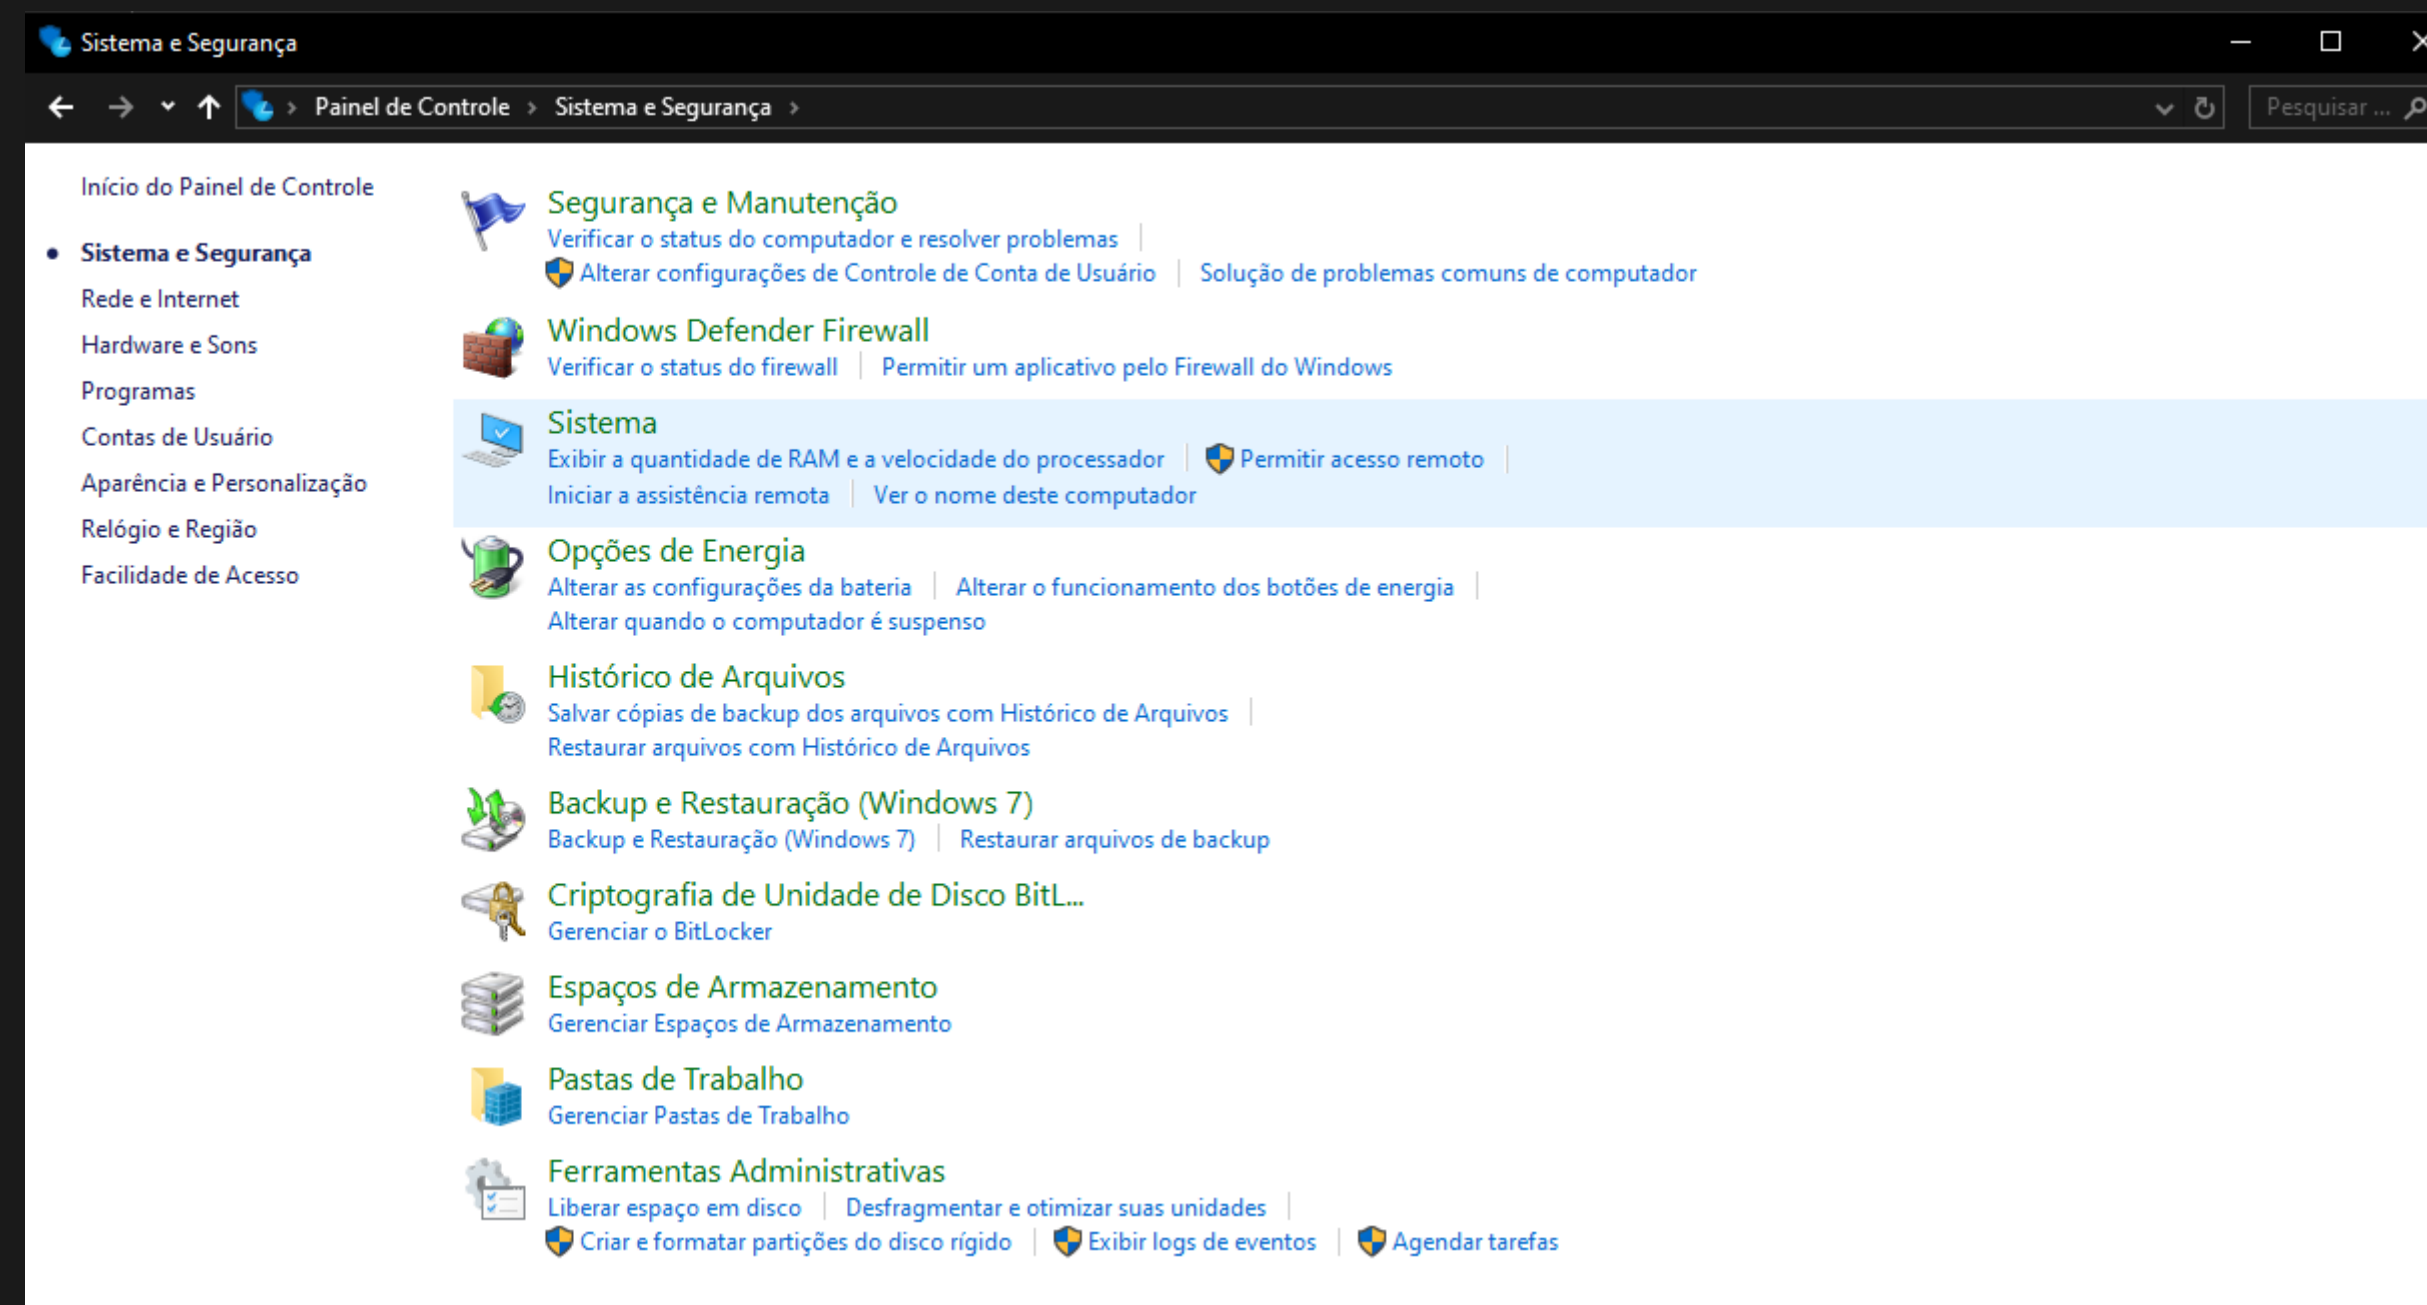 Sistema e Segurança
Painel de Controle Sistema e Segurança Pesquisar ...
Início do Painel de Controle
Sistema e Segurança
Rede e Internet
Hardware e Sons
Programas
Contas de Usuário
Aparência e Personalização
Relógio e Região
Facilidade de Acesso
Segurança e Manutenção
Verificar o status do computador e resolver problemas
Alterar configurações de Controle de Conta de Usuário Solução de problemas comuns de computador
Windows Defender Firewall
Verificar o status do firewall Permitir um aplicativo pelo Firewall do Windows
Sistema
Exibir a quantidade de RAM e a velocidade do processador Permitir acesso remoto
Iniciar a assistência remota Ver o nome deste computador
Opções de Energia
Alterar as configurações da bateria Alterar o funcionamento dos botões de energia
Alterar quando o computador é suspenso
Histórico de Arquivos
Salvar cópias de backup dos arquivos com Histórico de Arquivos
Restaurar arquivos com Histórico de Arquivos
Backup e Restauração (Windows 7)
Backup e Restauração (Windows 7) Restaurar arquivos de backup
Criptografia de Unidade de Disco BitL...
Gerenciar o BitLocker
Espaços de Armazenamento
Gerenciar Espaços de Armazenamento
Pastas de Trabalho
Gerenciar Pastas de Trabalho
Ferramentas Administrativas
Liberar espaço em disco Desfragmentar e otimizar suas unidades
Criar e formatar partições do disco rígido Exibir logs de eventos Agendar tarefas